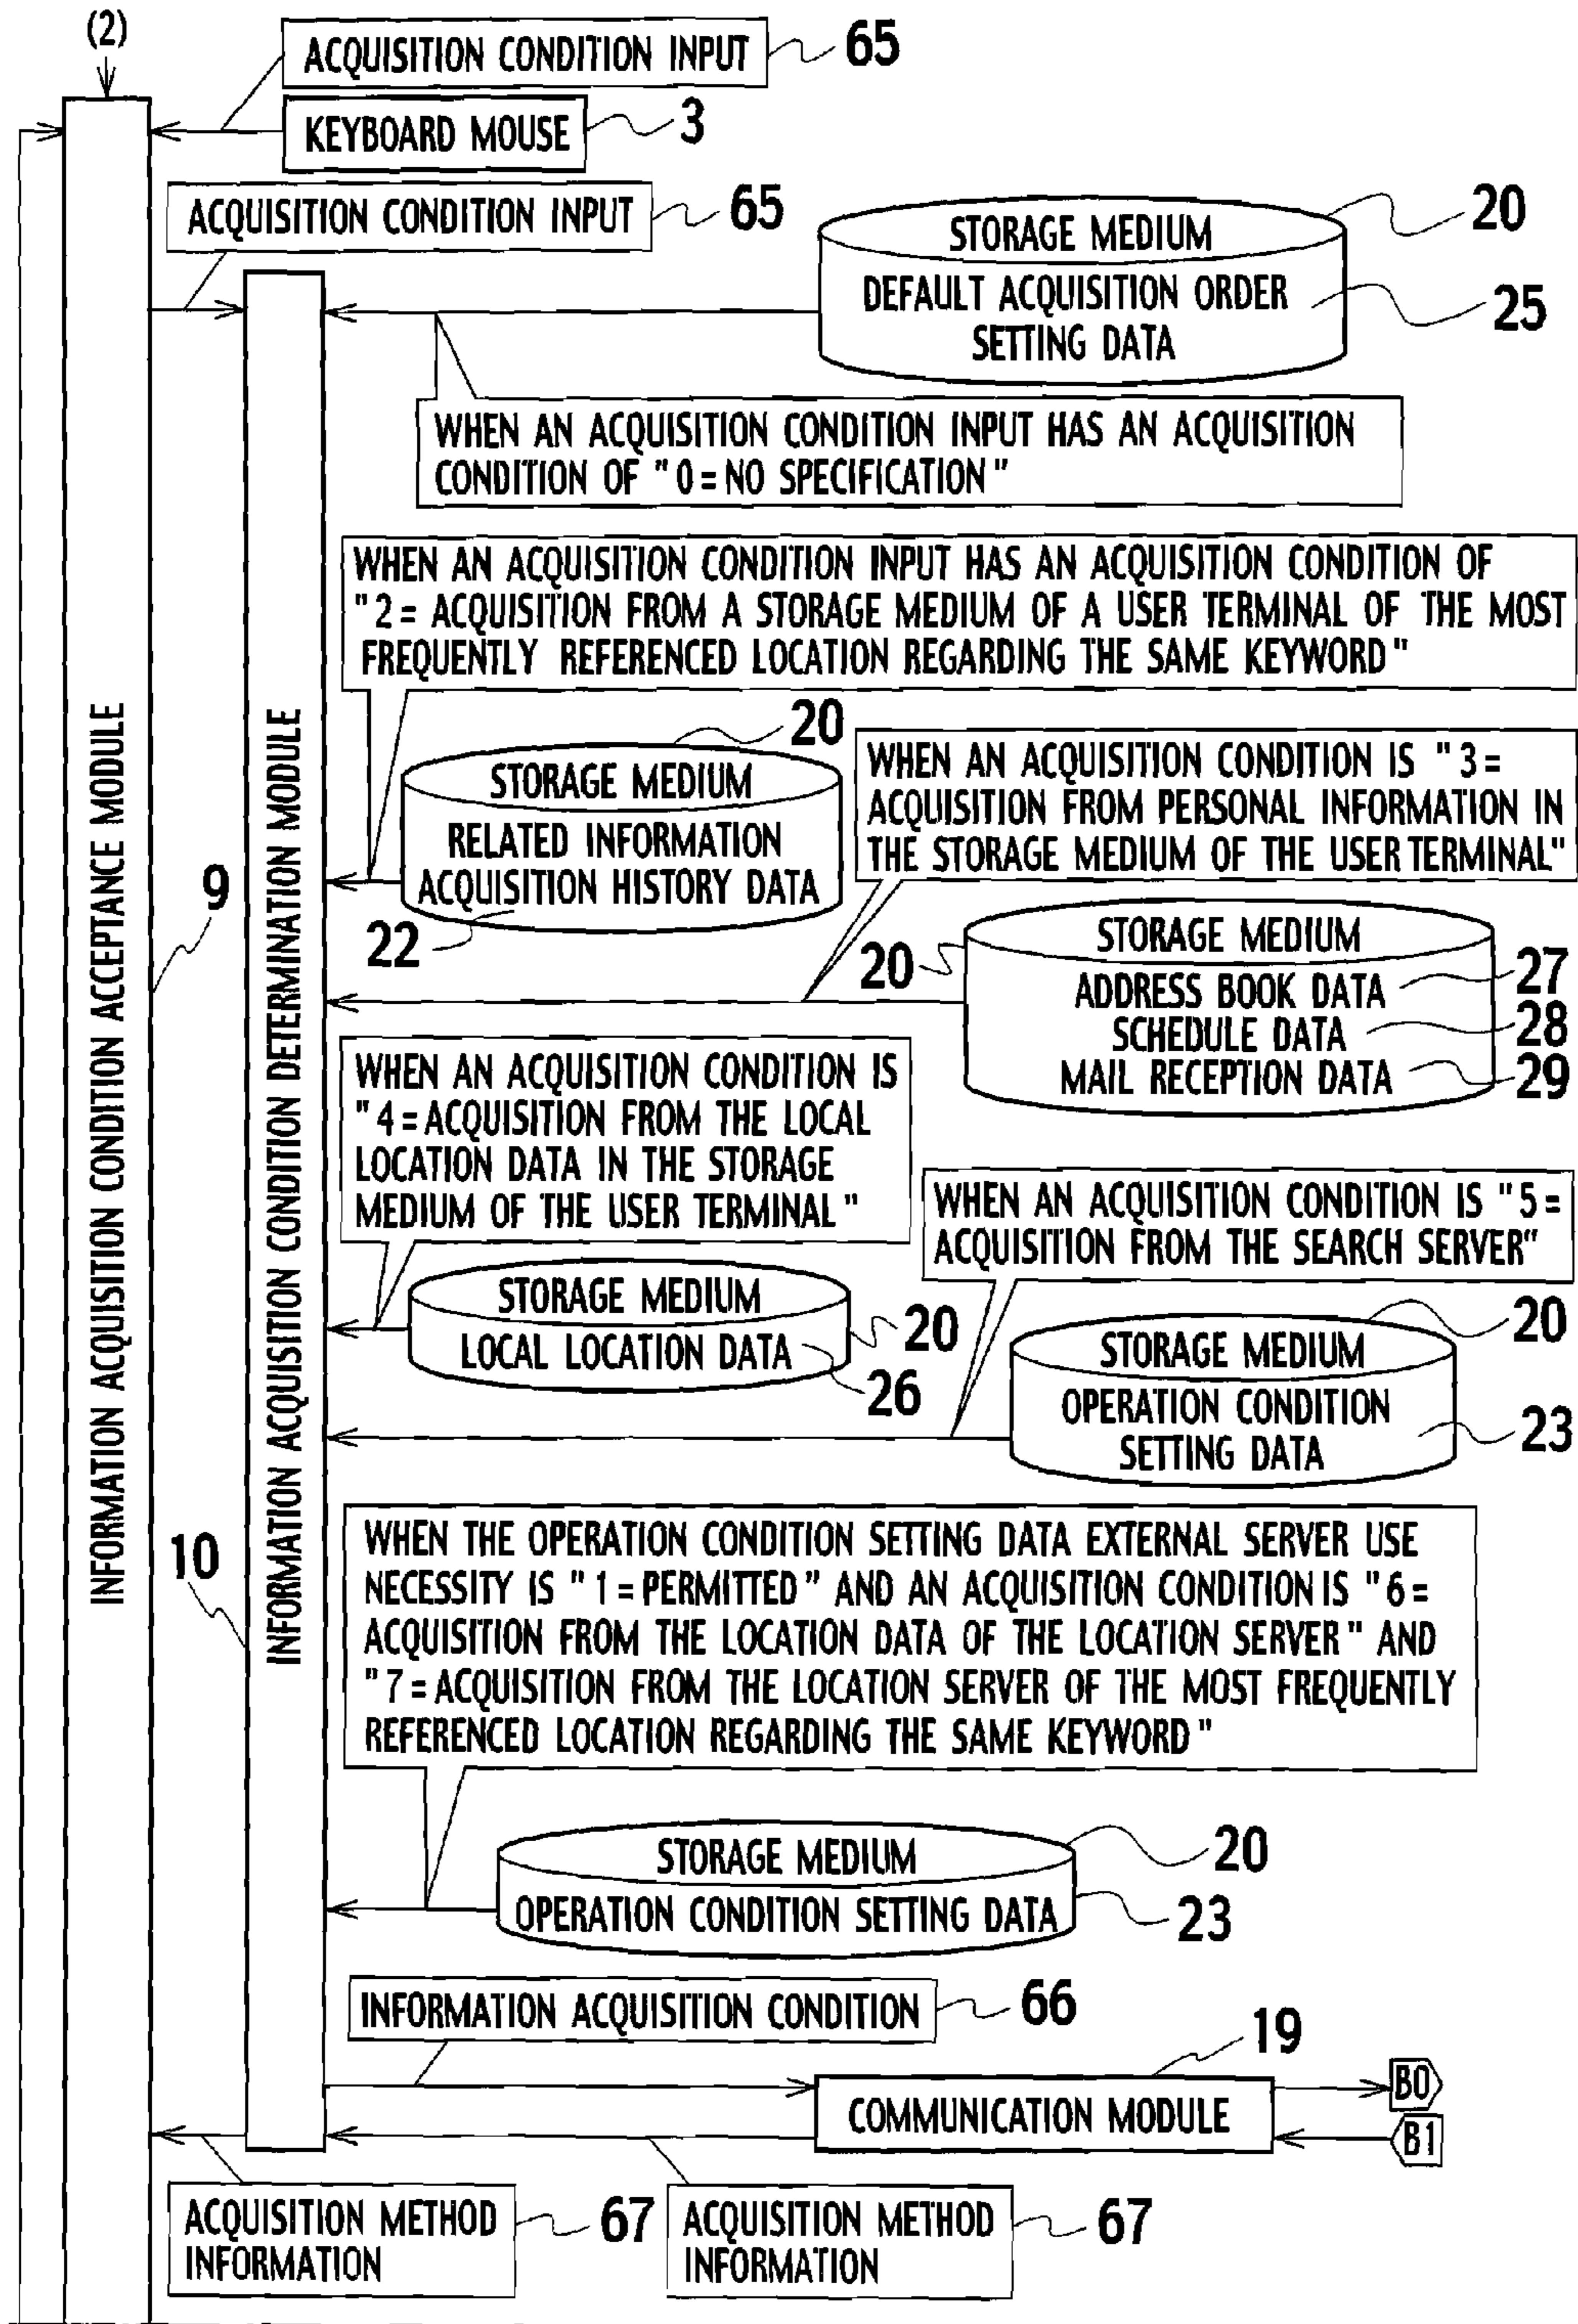 (2)
ACQUISITION CONDITION INPUT
65
KEYBOARD MOUSE
3
ACQUISITION CONDITION INPUT
65
STORAGE MEDIUM
20
DEFAULT ACQUISITION ORDER
SETTING DATA
25
WHEN AN ACQUISITION CONDITION INPUT HAS AN ACQUISITION
CONDITION OF "0=NO SPECIFICATION"
WHEN AN ACQUISITION CONDITION INPUT HAS AN ACQUISITION CONDITION OF
"2= ACQUISITION FROM A STORAGE MEDIUM OF A USER TERMINAL OF THE MOST
FREQUENTLY REFERENCED LOCATION REGARDING THE SAME KEYWORD"
INFORMATION ACQUISITION CONDITION ACCEPTANCE MODULE
9
INFORMATION ACQUISITION CONDITION DETERMINATION MODULE
10
20
STORAGE MEDIUM
RELATED INFORMATION
ACQUISITION HISTORY DATA
22
WHEN AN ACQUISITION CONDITION IS "3=
ACQUISITION FROM PERSONAL INFORMATION IN
THE STORAGE MEDIUM OF THE USER TERMINAL"
20
STORAGE MEDIUM
ADDRESS BOOK DATA
27
SCHEDULE DATA
28
MAIL RECEPTION DATA
29
WHEN AN ACQUISITION CONDITION IS
"4=ACQUISITION FROM THE LOCAL
LOCATION DATA IN THE STORAGE
MEDIUM OF THE USER TERMINAL"
WHEN AN ACQUISITION CONDITION IS "5=
ACQUISITION FROM THE SEARCH SERVER"
STORAGE MEDIUM
20
LOCAL LOCATION DATA
26
20
STORAGE MEDIUM
OPERATION CONDITION
SETTING DATA
23
WHEN THE OPERATION CONDITION SETTING DATA EXTERNAL SERVER USE
NECESSITY IS "1=PERMITTED" AND AN ACQUISITION CONDITION IS "6=
ACQUISITION FROM THE LOCATION DATA OF THE LOCATION SERVER" AND
"7=ACQUISITION FROM THE LOCATION SERVER OF THE MOST FREQUENTLY
REFERENCED LOCATION REGARDING THE SAME KEYWORD"
STORAGE MEDIUM
20
OPERATION CONDITION SETTING DATA
23
INFORMATION ACQUISITION CONDITION
66
19
COMMUNICATION MODULE
B0
B1
ACQUISITION METHOD
INFORMATION
67
ACQUISITION METHOD
INFORMATION
67